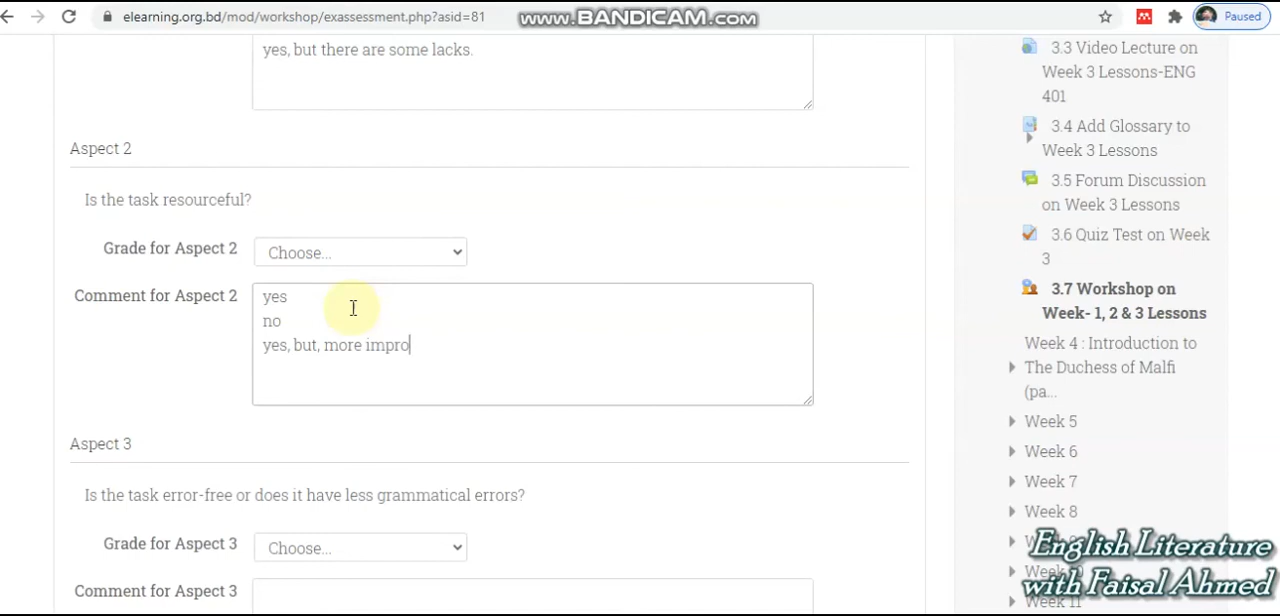 elearning.org.bd/mod/workshop/exassessment.php?asid=81
www.BANDICAM.com
Paused
yes, but there are some lacks.
Aspect 2
Is the task resourceful?
Grade for Aspect 2
Choose...
Comment for Aspect 2
yes
no
yes, but, more impro
Aspect 3
Is the task error-free or does it have less grammatical errors?
Grade for Aspect 3
Choose...
Comment for Aspect 3
3.3 Video Lecture on
Week 3 Lessons-ENG
401
3.4 Add Glossary to
Week 3 Lessons
3.5 Forum Discussion
on Week 3 Lessons
3.6 Quiz Test on Week
3
3.7 Workshop on
Week- 1, 2 & 3 Lessons
Week 4 : Introduction to
The Duchess of Malfi
(pa...
Week 5
Week 6
Week 7
Week 8
Week 10
Week 11
English Literature
with Faisal Ahmed